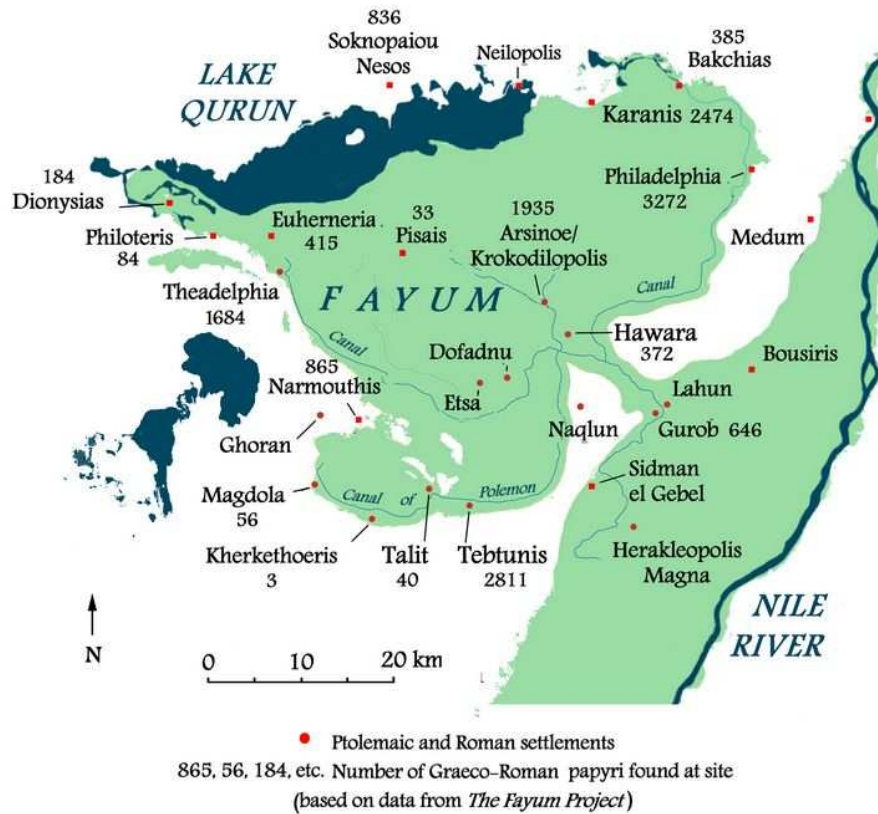 836
Soknopaiou
Nesos
Neilopolis
385
Bakchias
LAKE
QURUN
Karanis 2474
184
Dionysias
Philadelphia
3272
Philoteris
84
Euherneria
415
33
Pisais
1935
Arsinoe/
Krokodilopolis
Medum
Theadelphia
1684
FAYUM
Canal
Canal
Hawara
372
865
Narmouthis
Dofadnu
Etsa
Bousiris
Lahun
Gurob 646
Ghoran
Naqlun
Sidman
el Gebel
Magdola
56
Canal of Polemon
Kherkethoeris
3
Talit
40
Tebtunis
2811
Herakleopolis
Magna
NILE
RIVER
N
0 10 20 km
Ptolemaic and Roman settlements
865, 56, 184, etc. Number of Graeco-Roman papyri found at site
(based on data from The Fayum Project)